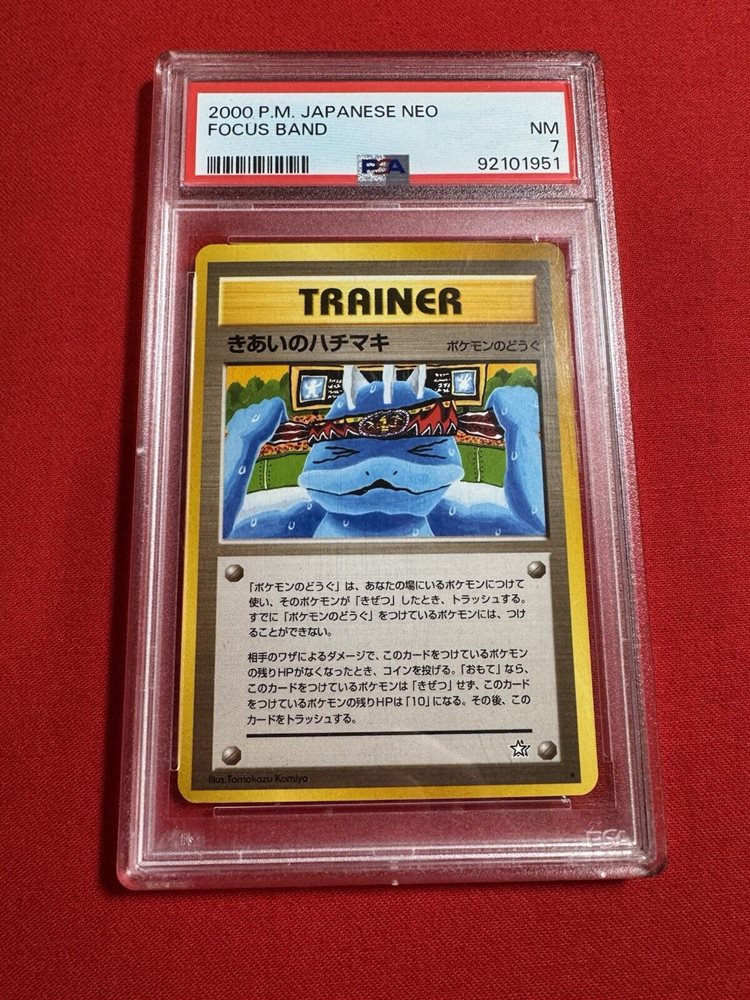 2000 P.M. JAPANESE NEO
FOCUS BAND
NM
7
PSA
92101951
TRAINER
きあいのハチマキ
ポケモンのどうぐ
「ポケモンのどうぐ」は、あなたの場にいるポケモンにつけて
使い、そのポケモンが「きぜつ」したとき、トラッシュする。
すでに「ポケモンのどうぐ」をつけているポケモンには、つけ
ることができない。
相手のワザによるダメージで、このカードをつけているポケモン
の残りHPがなくなったとき、コインを投げる。「おもて」なら、
このカードをつけているポケモンは「きぜつ」せず、このカード
をつけているポケモンの残りHPは「10」になる。その後、この
カードをトラッシュする。
Illus.Tomokazu Komiya
PSA